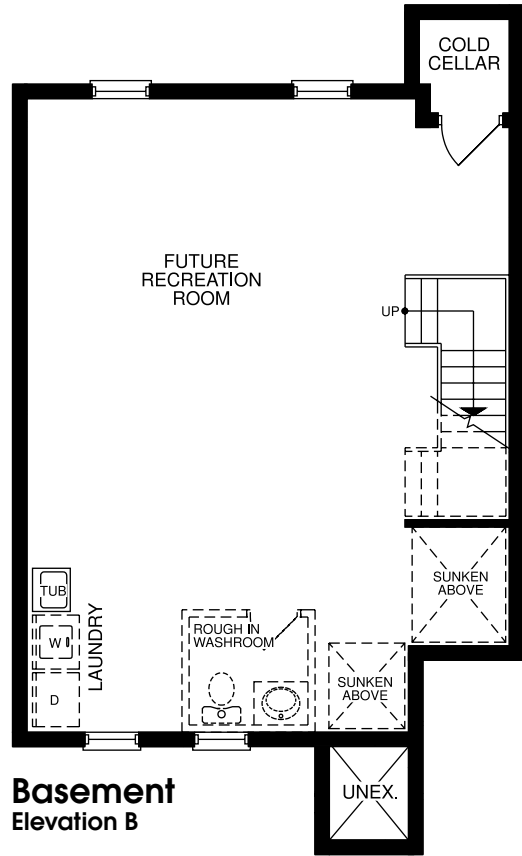 COLD
CELLAR
FUTURE
RECREATION
ROOM
UP
TUB
W
D
LAUNDRY
ROUGH IN
WASHROOM
SUNKEN
ABOVE
SUNKEN
ABOVE
UNEX.
Basement
Elevation B